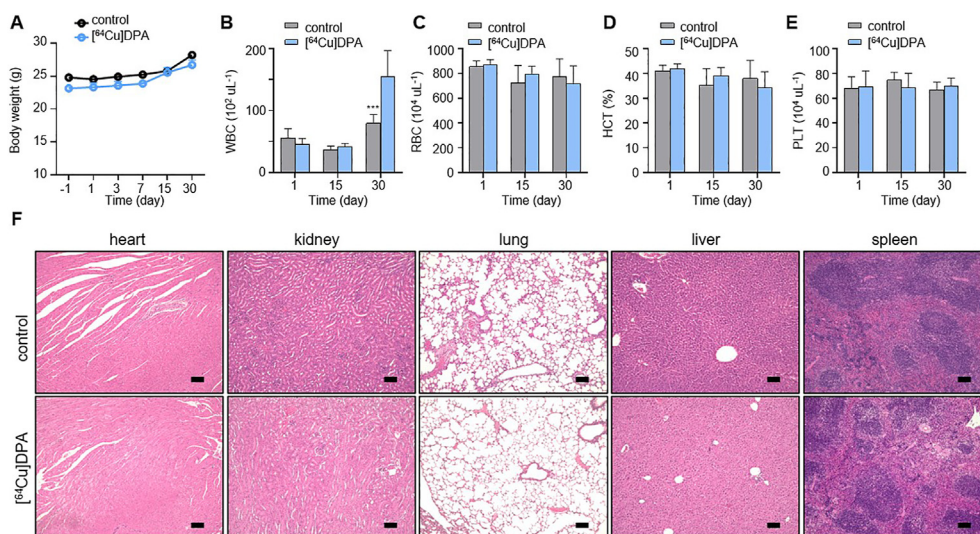 A
control
[⁶⁴Cu]DPA
Body weight (g)
30
25
20
15
10
-1 1 3 7 15 30
Time (day)
B
control
[⁶⁴Cu]DPA
WBC (10² uL⁻¹)
200
150
100
50
0
***
1 15 30
Time (day)
C
control
[⁶⁴Cu]DPA
RBC (10⁴ uL⁻¹)
1000
800
600
400
200
0
1 15 30
Time (day)
D
control
[⁶⁴Cu]DPA
HCT (%)
50
40
30
20
10
0
1 15 30
Time (day)
E
control
[⁶⁴Cu]DPA
PLT (10⁴ uL⁻¹)
100
80
60
40
20
0
1 15 30
Time (day)
F
heart kidney lung liver spleen
control
[⁶⁴Cu]DPA